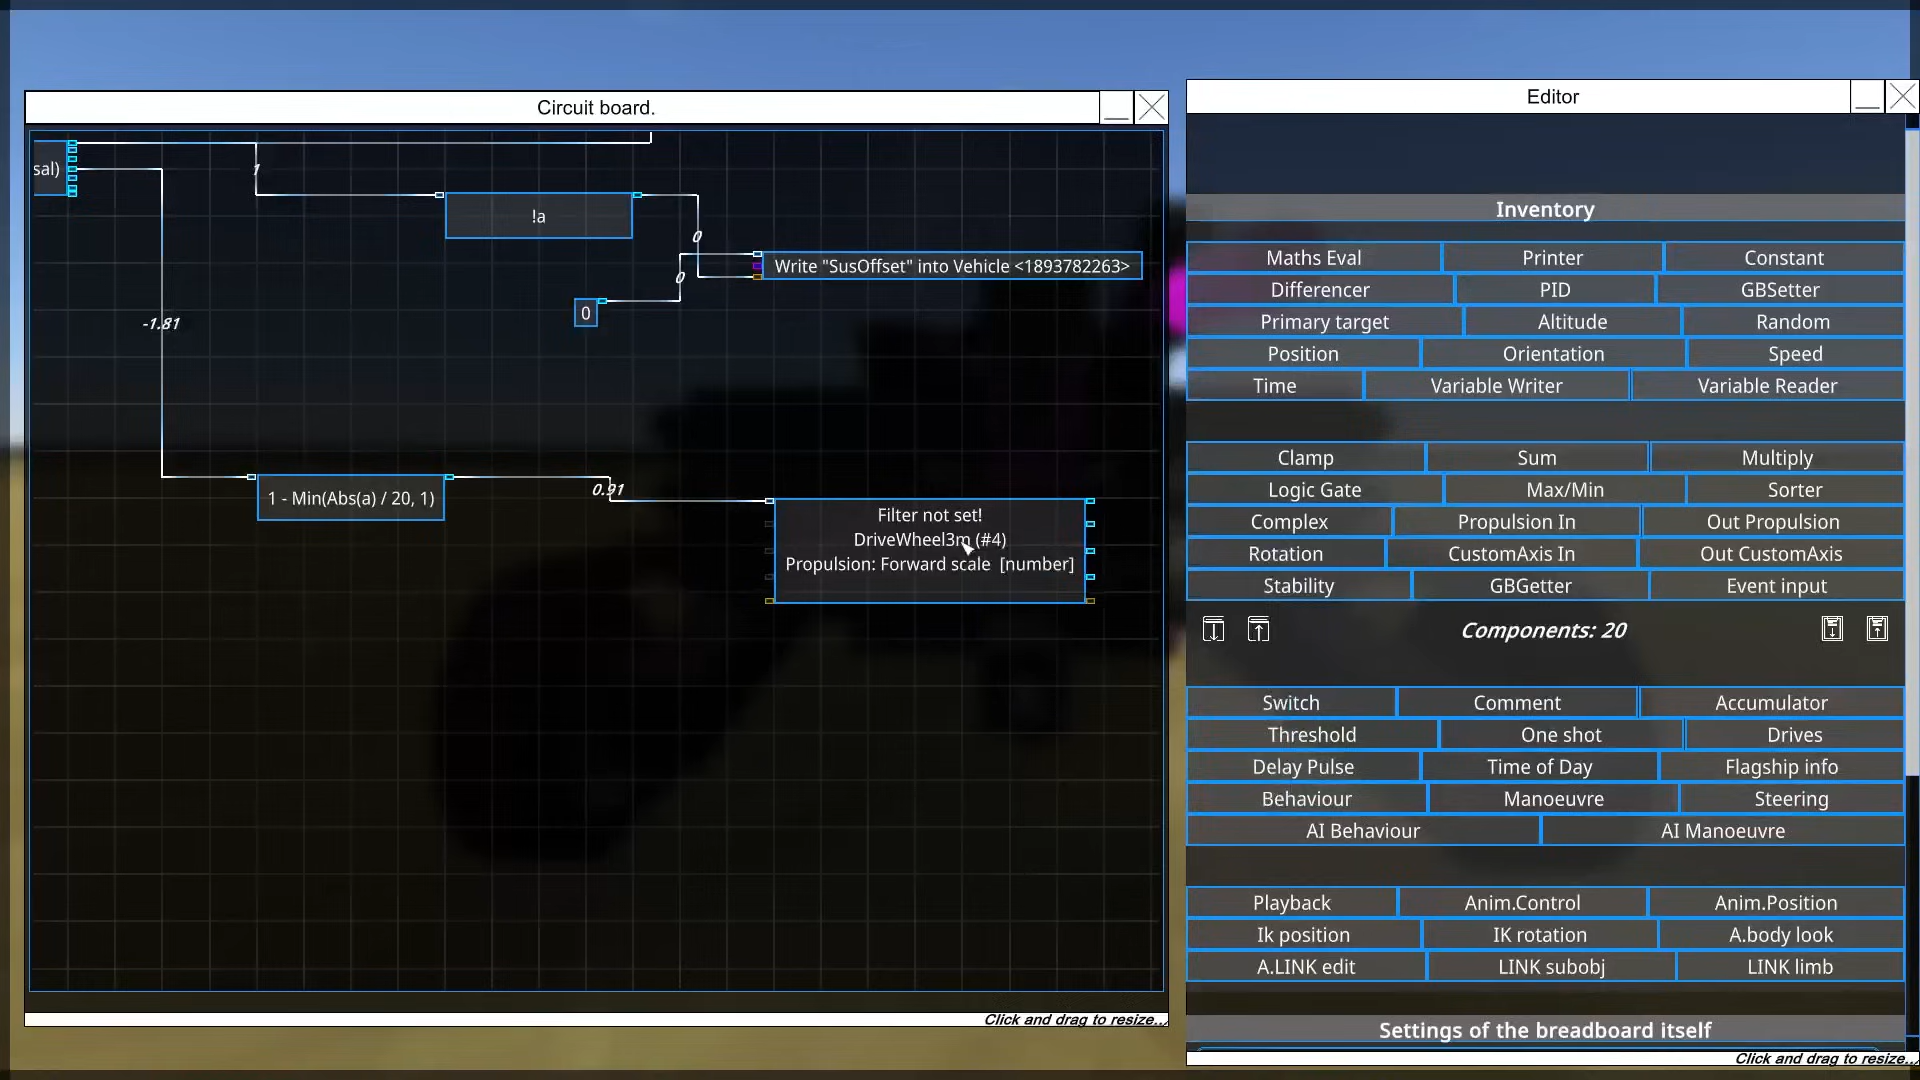 Circuit board.
sal)
1
!a
0
Write "SusOffset" into Vehicle <1893782263>
0
0
-1.81
1 - Min(Abs(a) / 20, 1)
0.91
Filter not set!
DriveWheel3m (#4)
Propulsion: Forward scale [number]
Click and drag to resize...
Editor
Inventory
Maths Eval Printer Constant
Differencer PID GBSetter
Primary target Altitude Random
Position Orientation Speed
Time Variable Writer Variable Reader
Clamp Sum Multiply
Logic Gate Max/Min Sorter
Complex Propulsion In Out Propulsion
Rotation CustomAxis In Out CustomAxis
Stability GBGetter Event input
Components: 20
Switch Comment Accumulator
Threshold One shot Drives
Delay Pulse Time of Day Flagship info
Behaviour Manoeuvre Steering
AI Behaviour AI Manoeuvre
Playback Anim.Control Anim.Position
Ik position IK rotation A.body look
A.LINK edit LINK subobj LINK limb
Settings of the breadboard itself
Click and drag to resize...